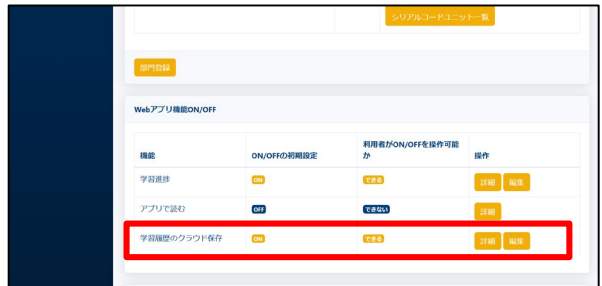 シリアルコードユニット一覧
部門登録
Webアプリ機能ON/OFF
機能 ON/OFFの初期設定 利用者がON/OFFを操作可能か 操作
学習進捗 ON できる 詳細 編集
アプリで読む OFF できない 詳細
学習履歴のクラウド保存 ON できる 詳細 編集